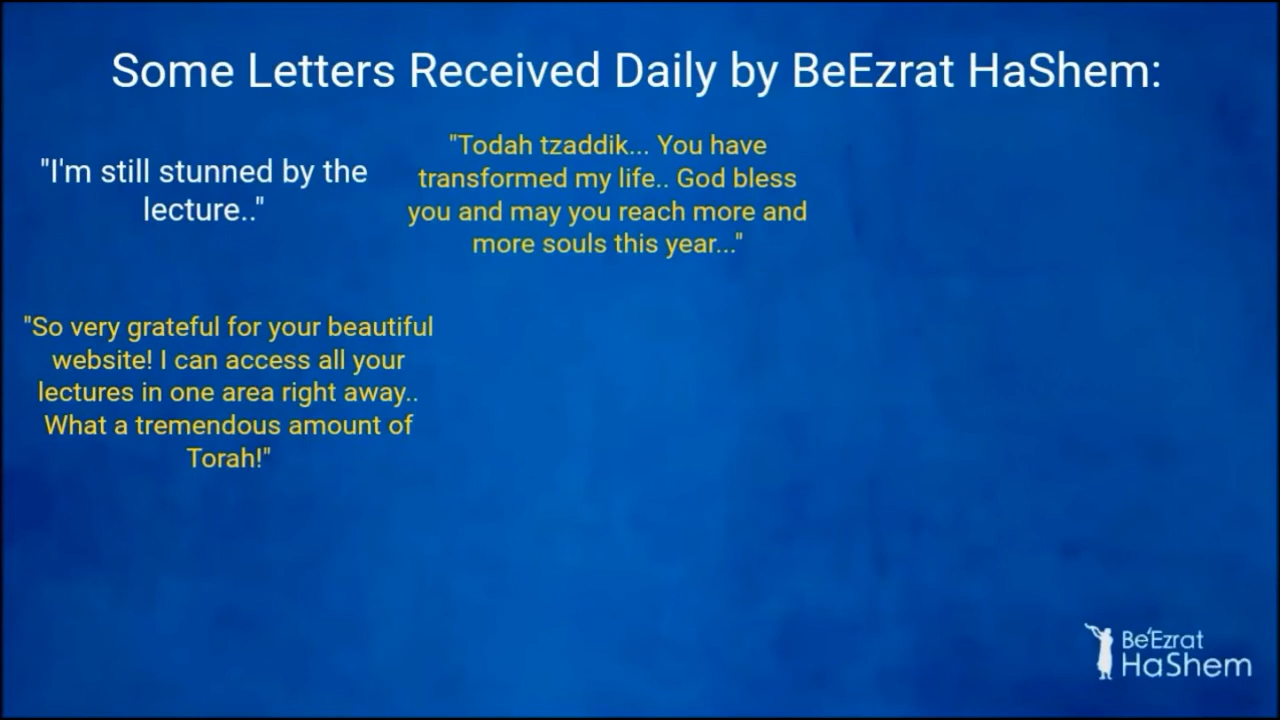 Some Letters Received Daily by BeEzrat HaShem:
"I'm still stunned by the
lecture.."
"Todah tzaddik... You have
transformed my life.. God bless
you and may you reach more and
more souls this year..."
"So very grateful for your beautiful
website! I can access all your
lectures in one area right away..
What a tremendous amount of
Torah!"
Be'Ezrat
HaShem